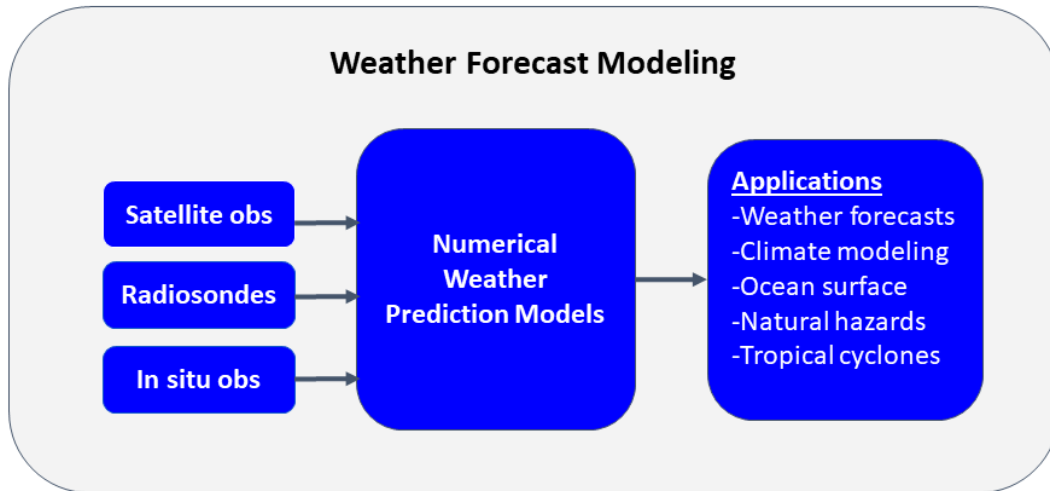 Weather Forecast Modeling
Satellite obs
Radiosondes
In situ obs
Numerical
Weather
Prediction Models
Applications
-Weather forecasts
-Climate modeling
-Ocean surface
-Natural hazards
-Tropical cyclones